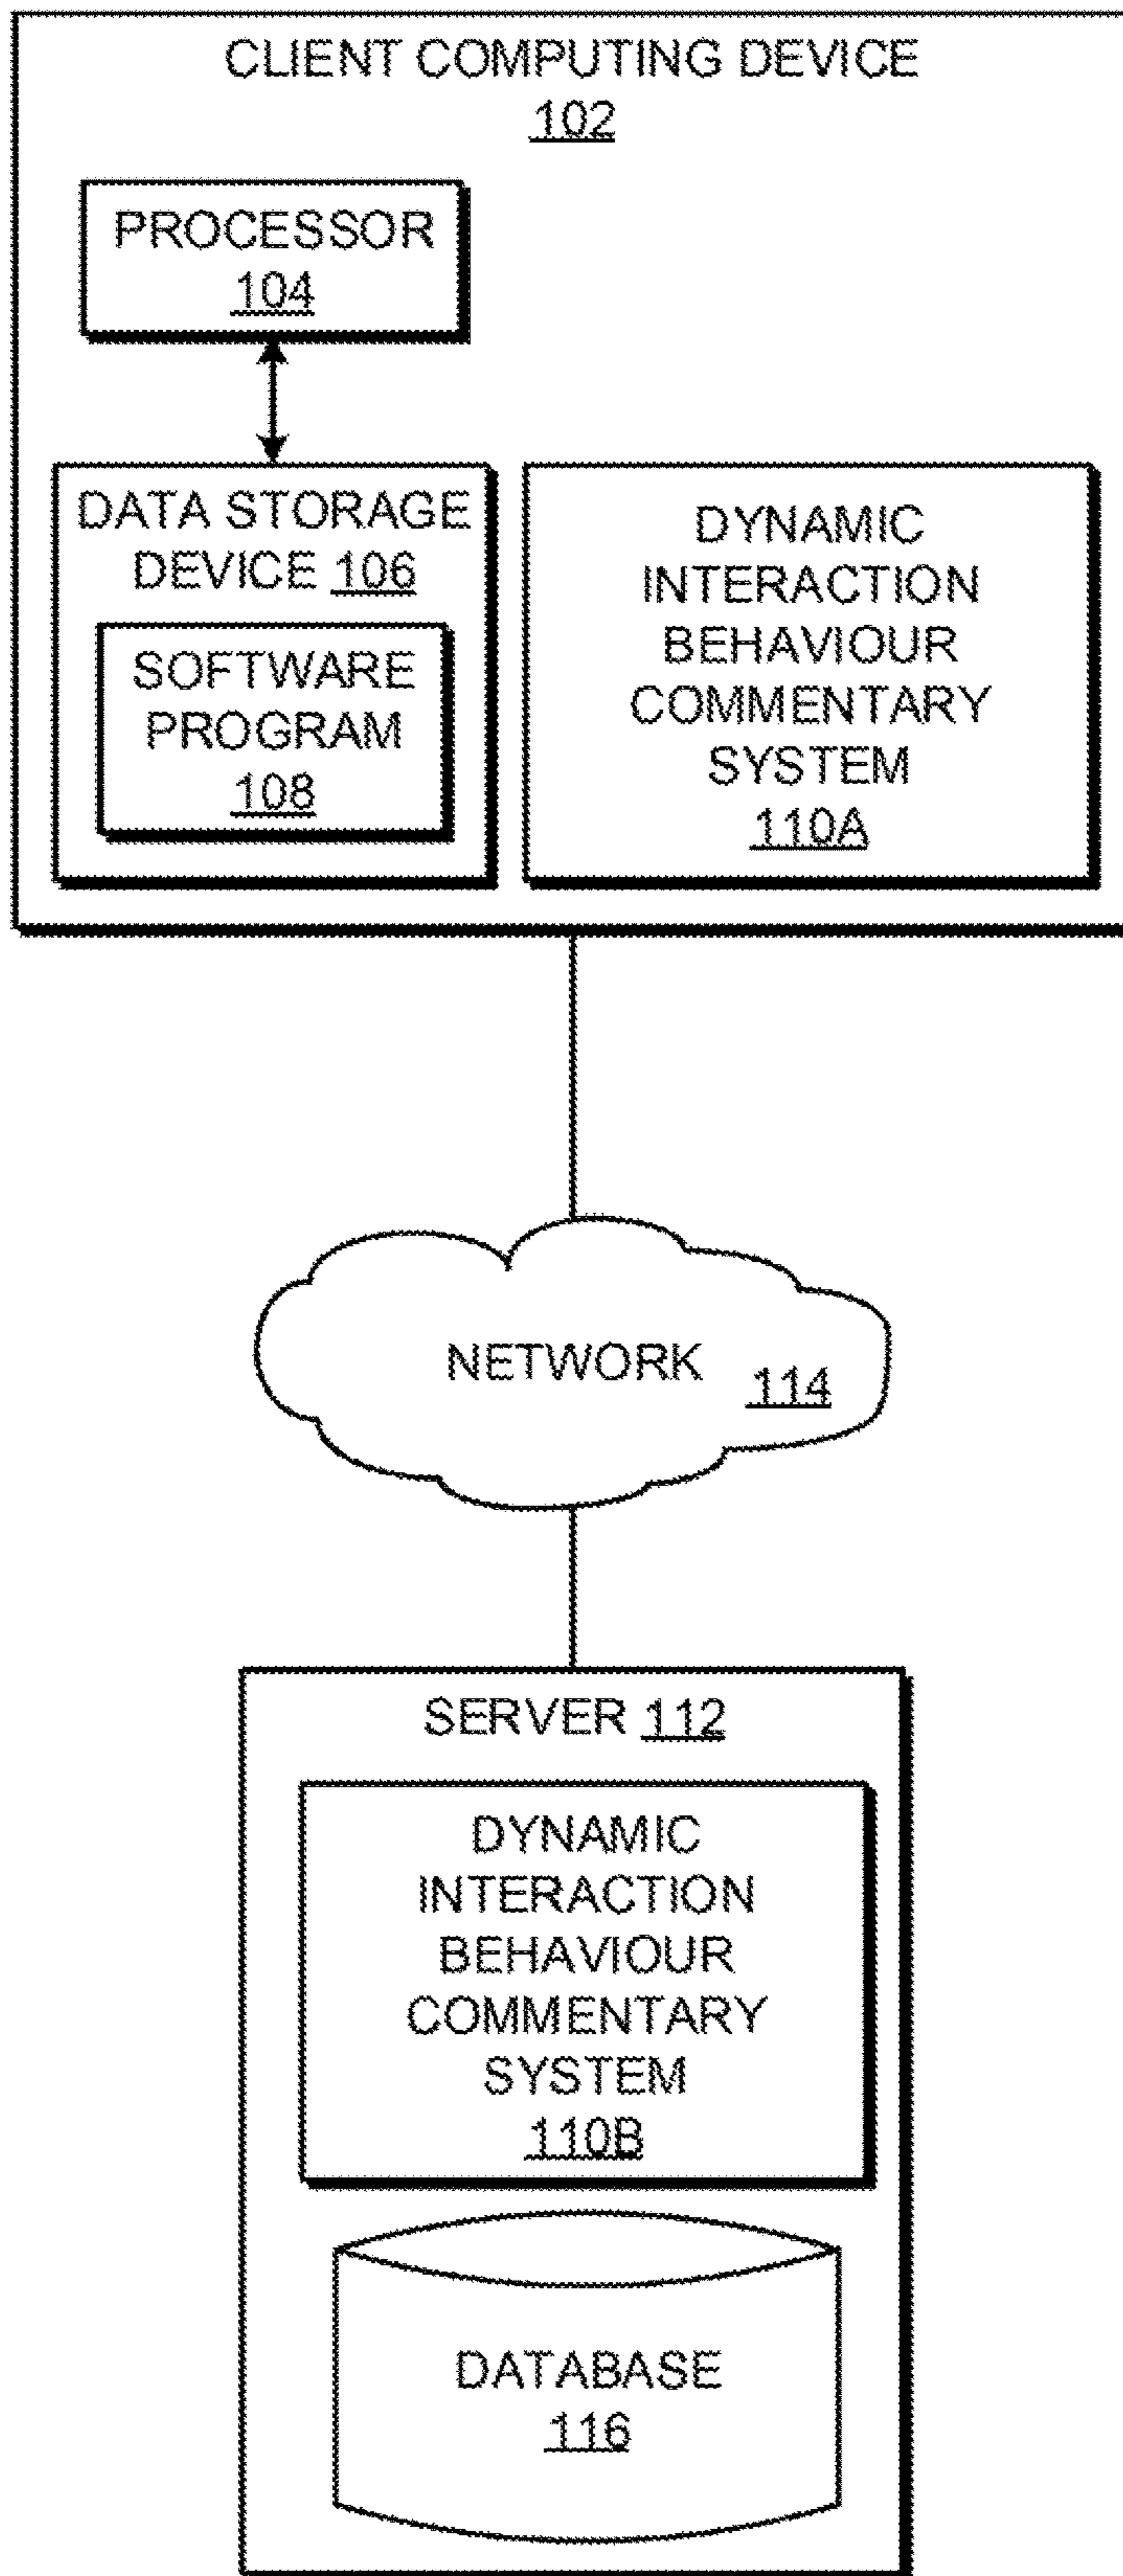 CLIENT COMPUTING DEVICE
102
PROCESSOR
104
DATA STORAGE
DEVICE 106
SOFTWARE
PROGRAM
108
DYNAMIC
INTERACTION
BEHAVIOUR
COMMENTARY
SYSTEM
110A
NETWORK 114
SERVER 112
DYNAMIC
INTERACTION
BEHAVIOUR
COMMENTARY
SYSTEM
110B
DATABASE
116